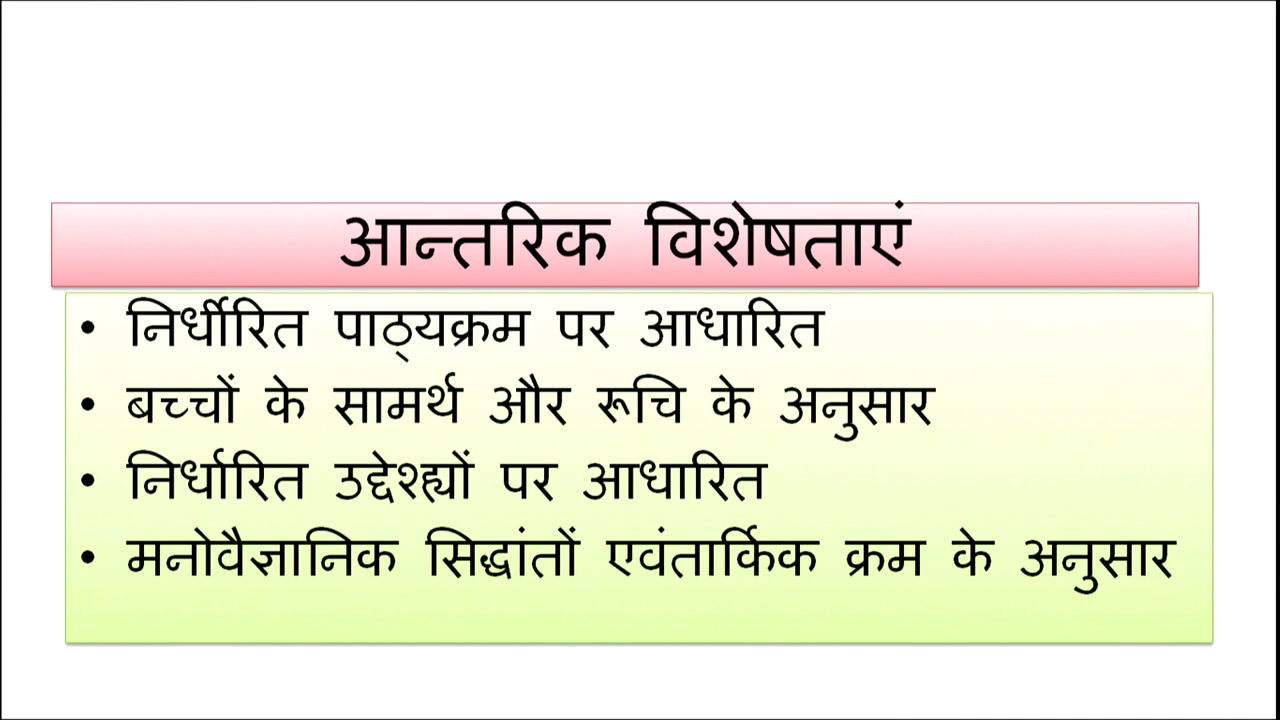 आन्तरिक विशेषताएं
• निर्धीरित पाठ्यक्रम पर आधारित
• बच्चों के सामर्थ और रूचि के अनुसार
• निर्धारित उद्देश्ह्यों पर आधारित
• मनोवैज्ञानिक सिद्धांतों एवंतार्किक क्रम के अनुसार